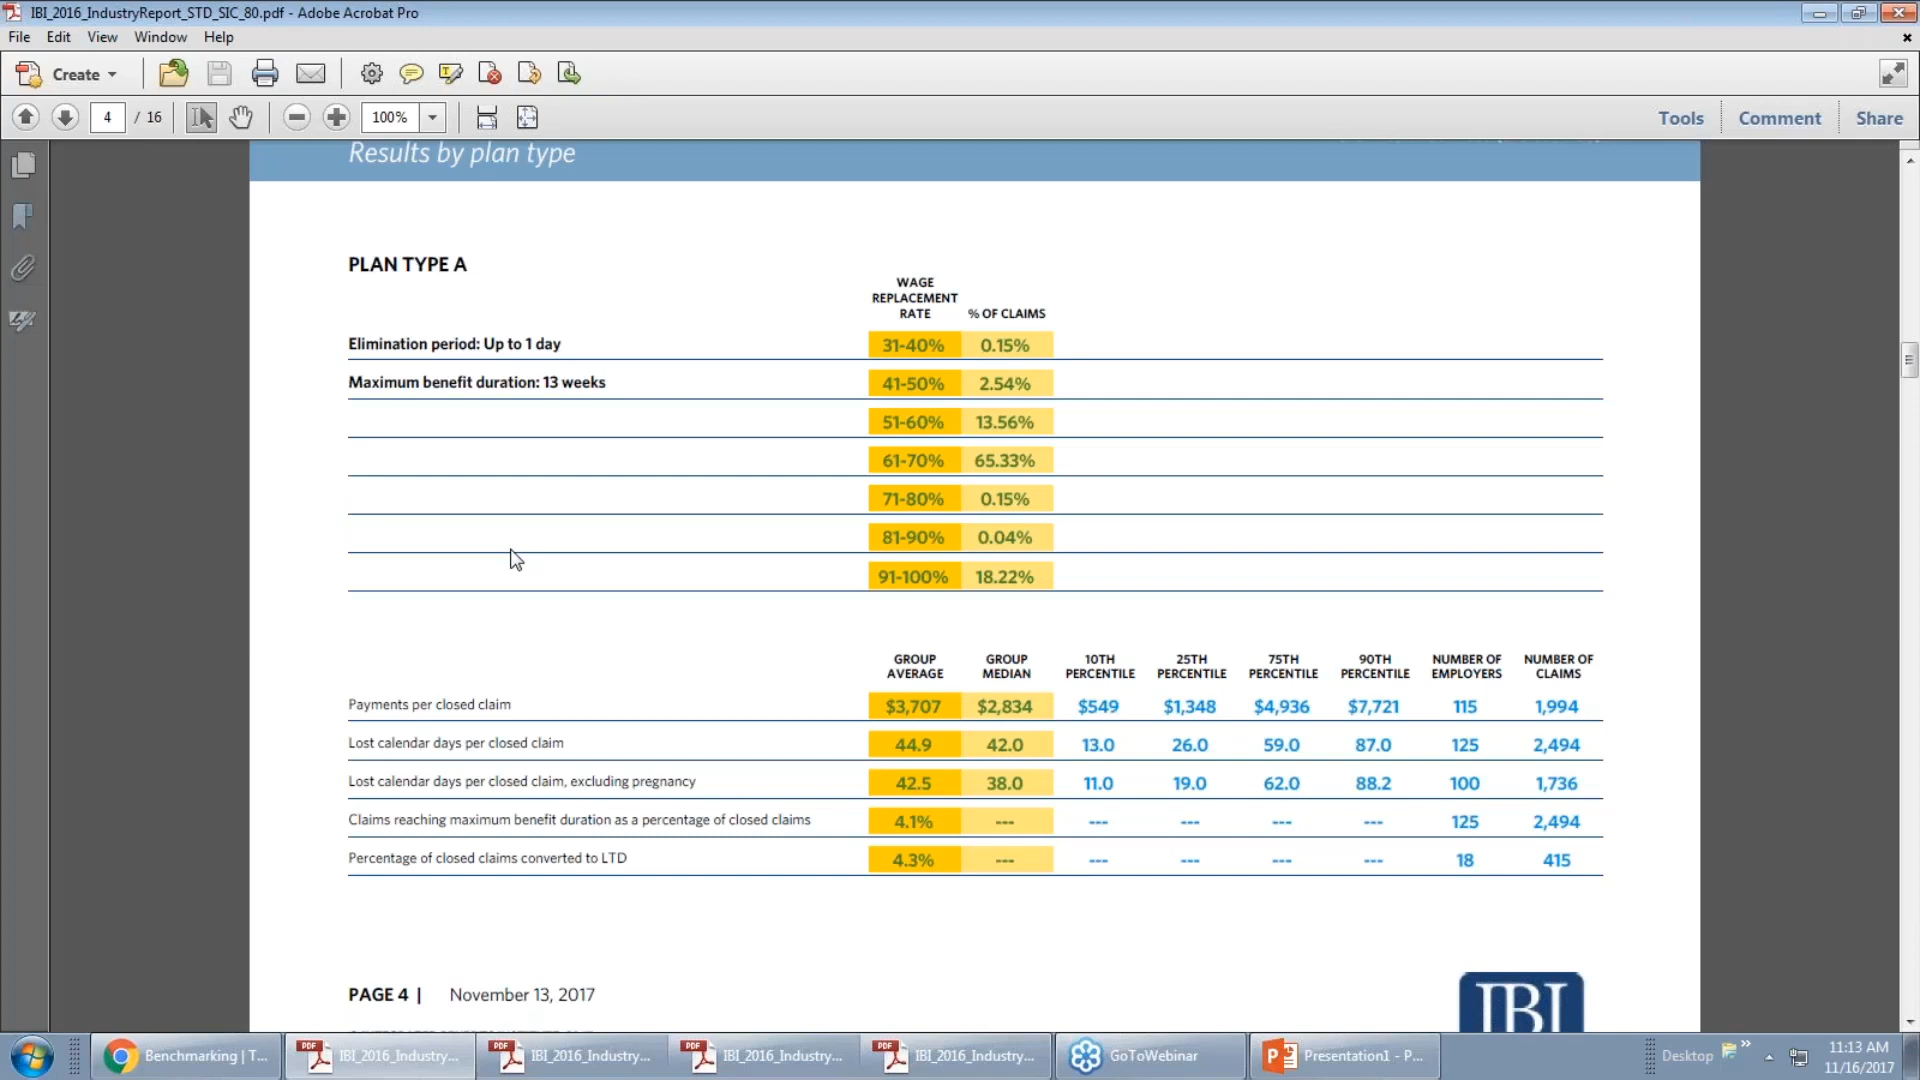 IBI_2016_IndustryReport_STD_SIC_80.pdf - Adobe Acrobat Pro
File Edit View Window Help
Create
4 / 16 100% Tools Comment Share
Results by plan type
PLAN TYPE A
WAGE
REPLACEMENT
RATE % OF CLAIMS
Elimination period: Up to 1 day 31-40% 0.15%
Maximum benefit duration: 13 weeks 41-50% 2.54%
51-60% 13.56%
61-70% 65.33%
71-80% 0.15%
81-90% 0.04%
91-100% 18.22%
GROUP GROUP 10TH 25TH 75TH 90TH NUMBER OF NUMBER OF
AVERAGE MEDIAN PERCENTILE PERCENTILE PERCENTILE PERCENTILE EMPLOYERS CLAIMS
Payments per closed claim $3,707 $2,834 $549 $1,348 $4,936 $7,721 115 1,994
Lost calendar days per closed claim 44.9 42.0 13.0 26.0 59.0 87.0 125 2,494
Lost calendar days per closed claim, excluding pregnancy 42.5 38.0 11.0 19.0 62.0 88.2 100 1,736
Claims reaching maximum benefit duration as a percentage of closed claims 4.1% --- --- --- --- --- 125 2,494
Percentage of closed claims converted to LTD 4.3% --- --- --- --- --- 18 415
PAGE 4 | November 13, 2017
IBI
Benchmarking | T... IBI_2016_Industry... IBI_2016_Industry... IBI_2016_Industry... IBI_2016_Industry... GoToWebinar Presentation1 - P... Desktop 11:13 AM
11/16/2017